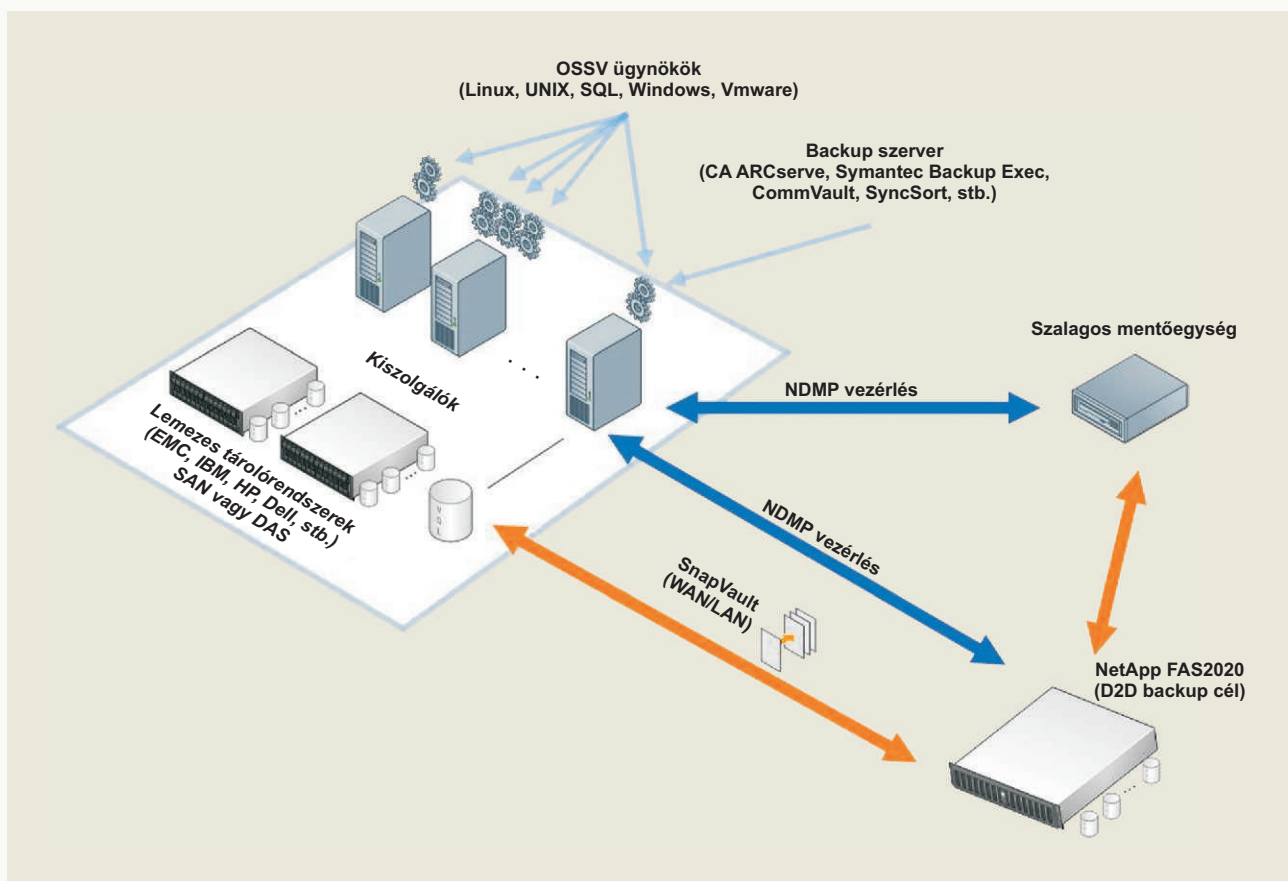 OSSV ügynökök
(Linux, UNIX, SQL, Windows, Vmware)
Backup szerver
(CA ARCserve, Symantec Backup Exec,
CommVault, SyncSort, stb.)
Szalagos mentőegység
Kiszolgálók
. . .
NDMP vezérlés
Lemezes tárolórendszerek
(EMC, IBM, HP, Dell, stb.)
SAN vagy DAS
VOL
NDMP vezérlés
SnapVault
(WAN/LAN)
NetApp FAS2020
(D2D backup cél)